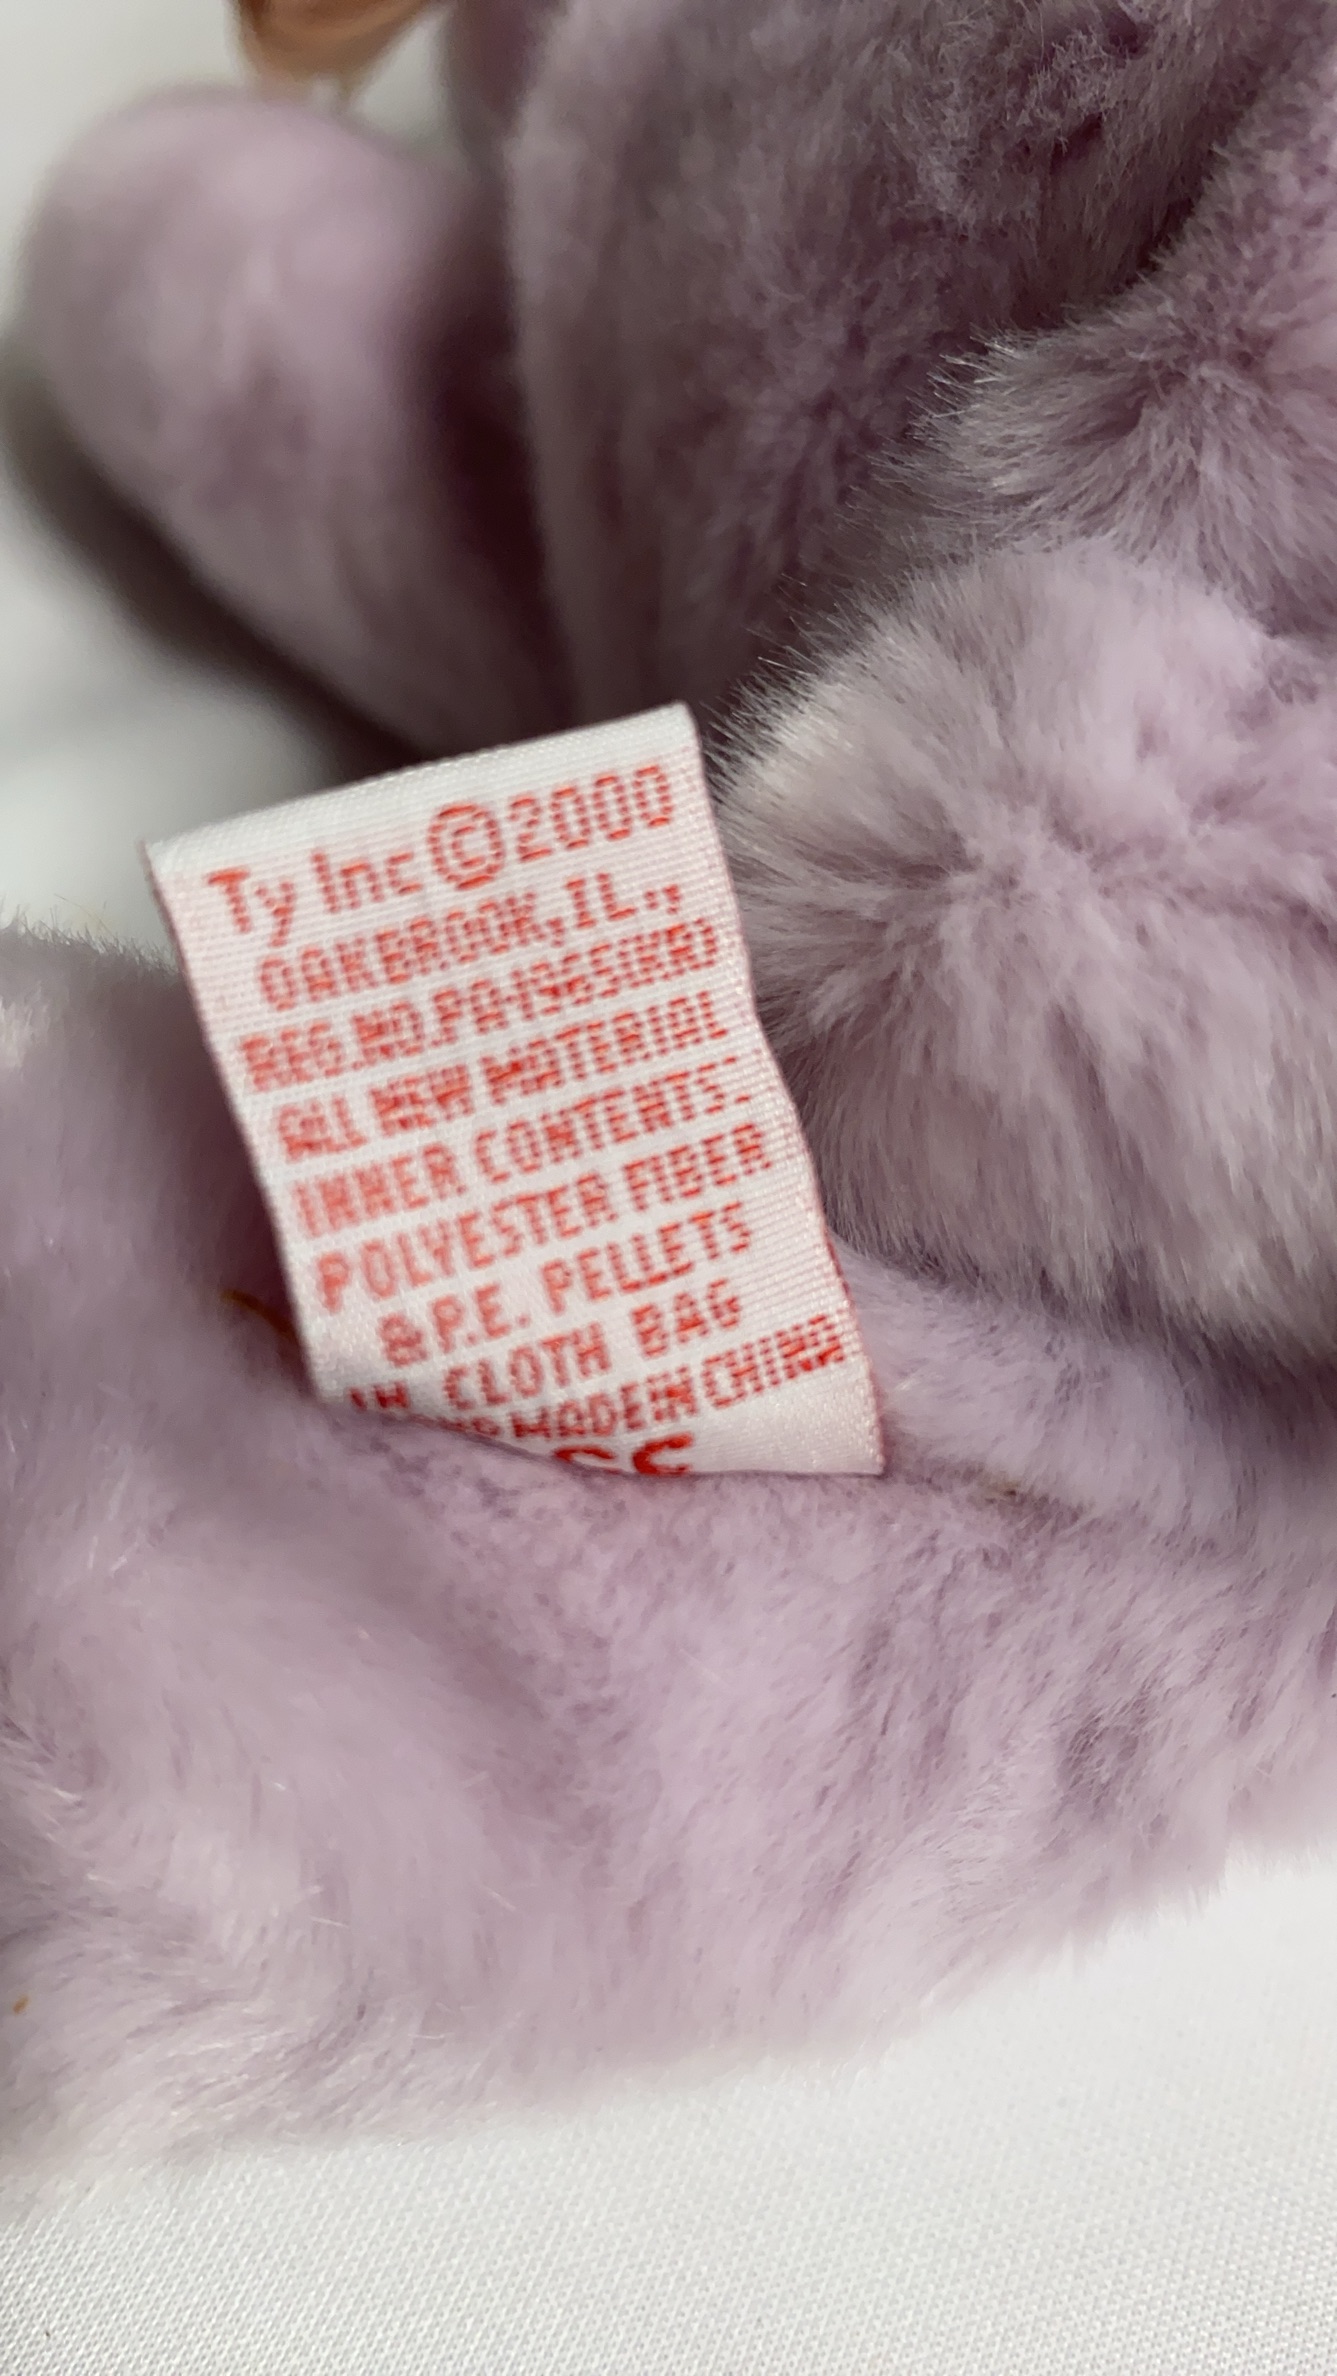 Ty Inc ©2000
OAKBROOK, IL.,
REG.NO.PA-1965(KR)
ALL NEW MATERIAL
INNER CONTENTS:
POLYESTER FIBER
& P.E. PELLETS
IN CLOTH BAG
MADE IN CHINA